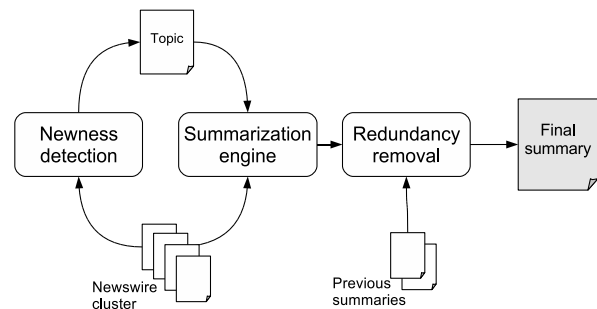 Topic
Newness
detection
Summarization
engine
Redundancy
removal
Final
summary
Newswire
cluster
Previous
summaries